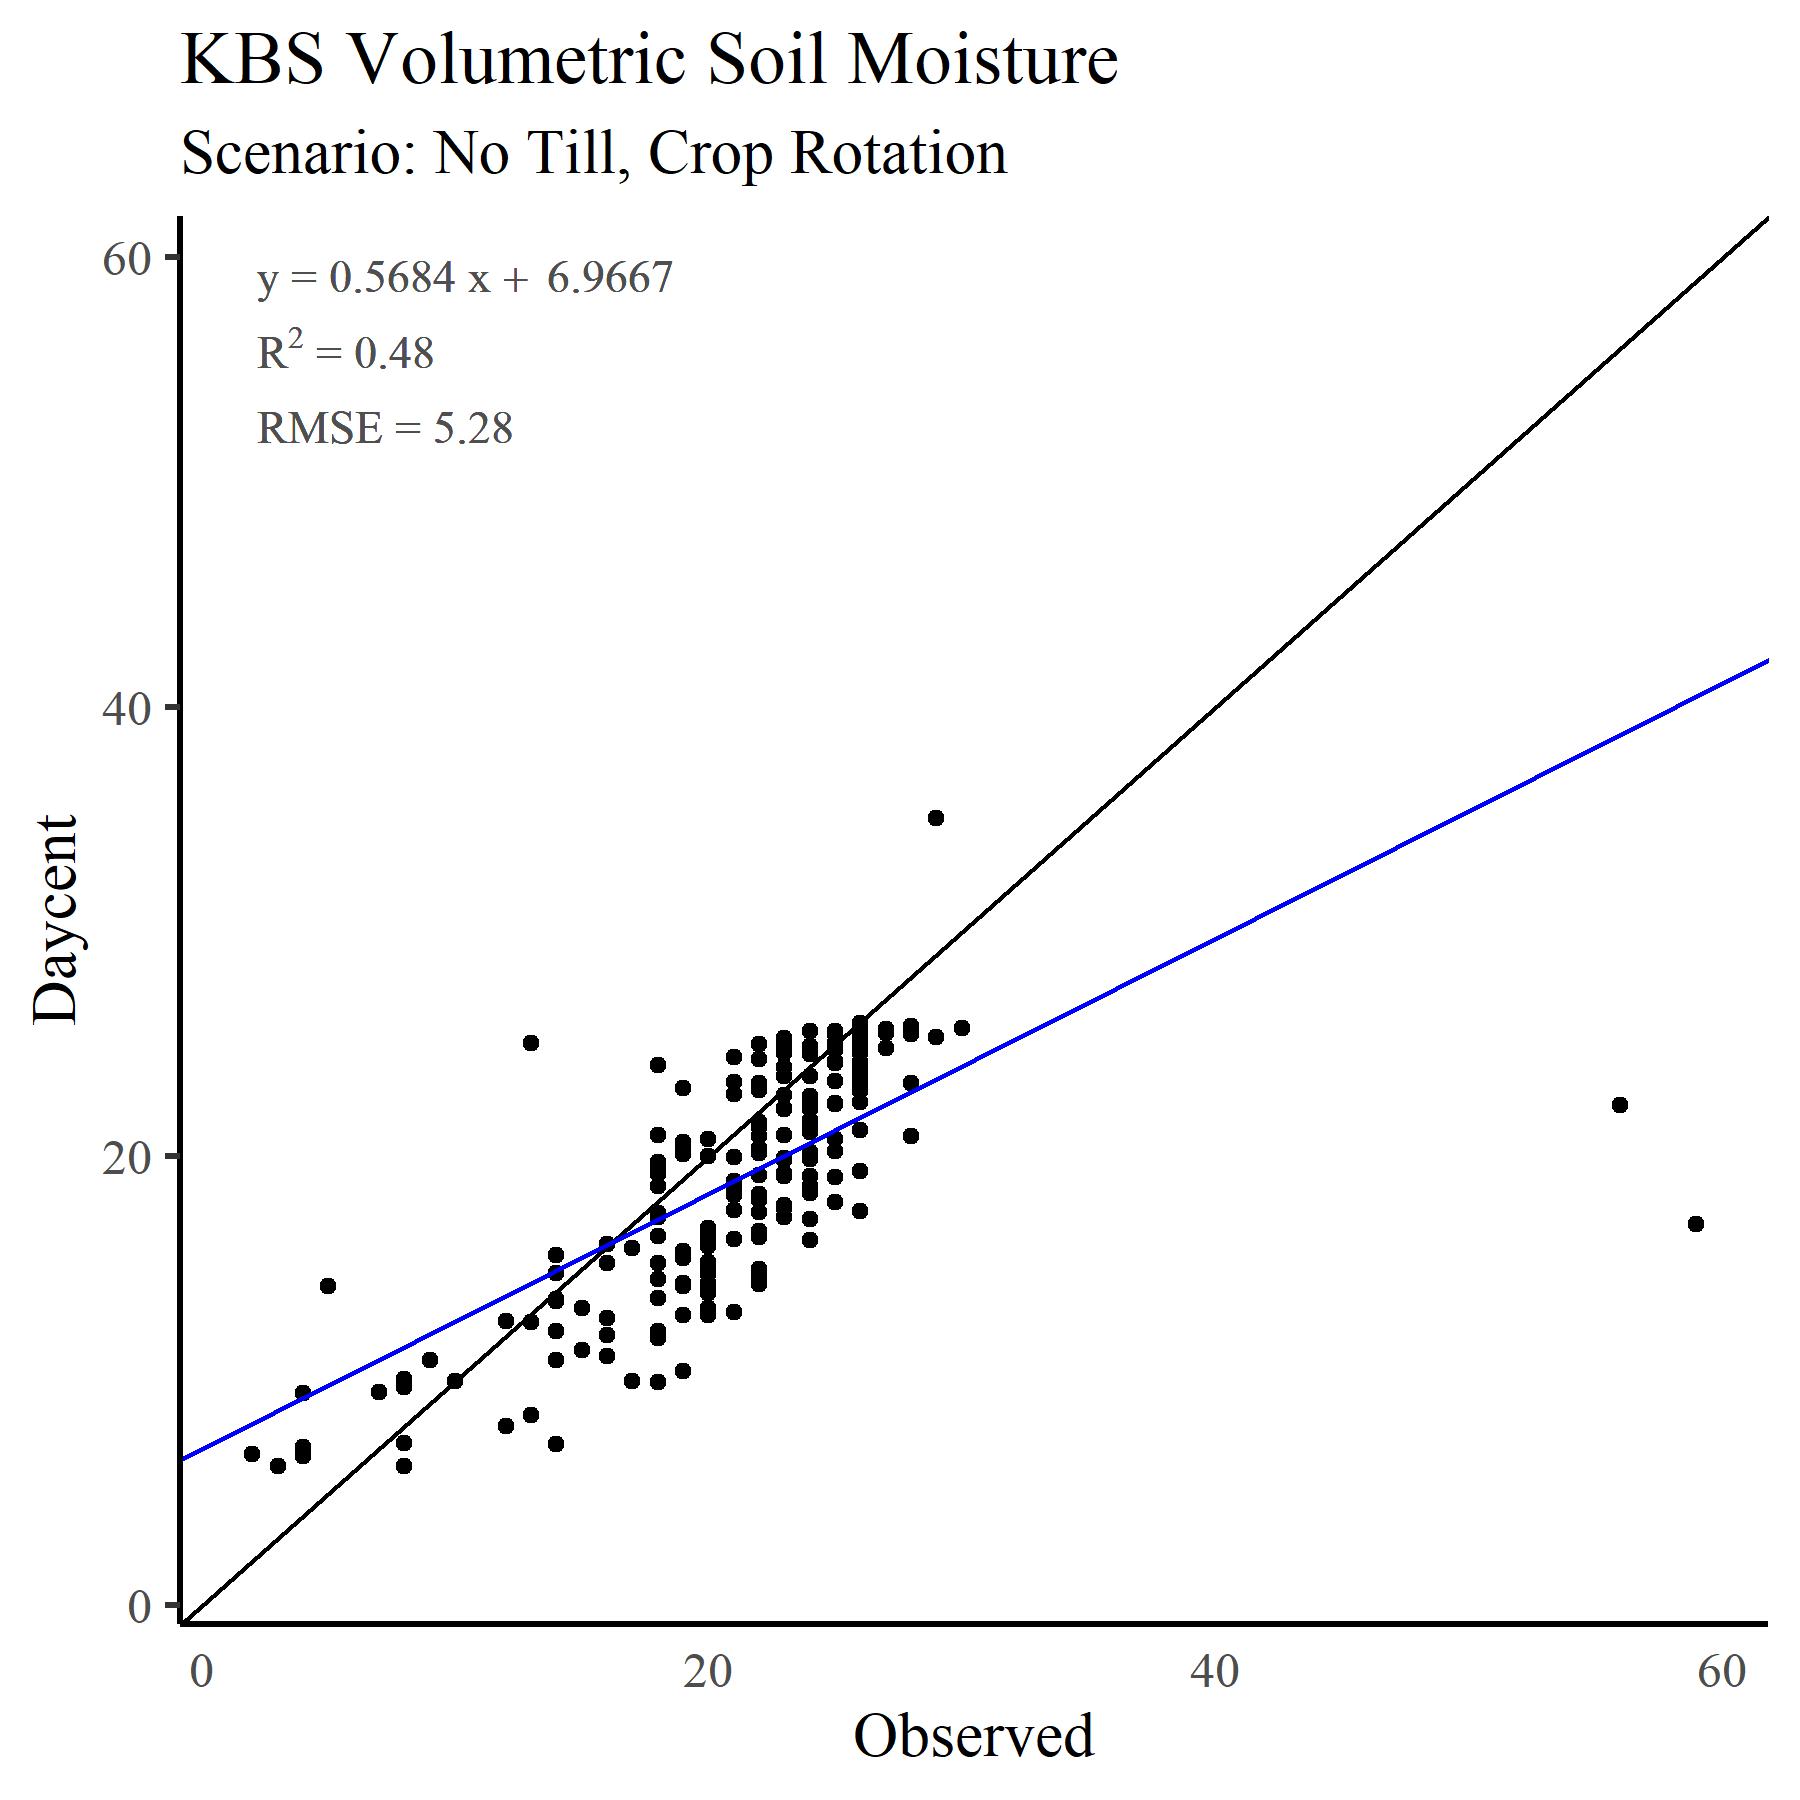 KBS Volumetric Soil Moisture
Scenario: No Till, Crop Rotation
60
y = 0.5684 x + 6.9667
R² = 0.48
RMSE = 5.28
40
Daycent
20
0
0 20 40 60
Observed